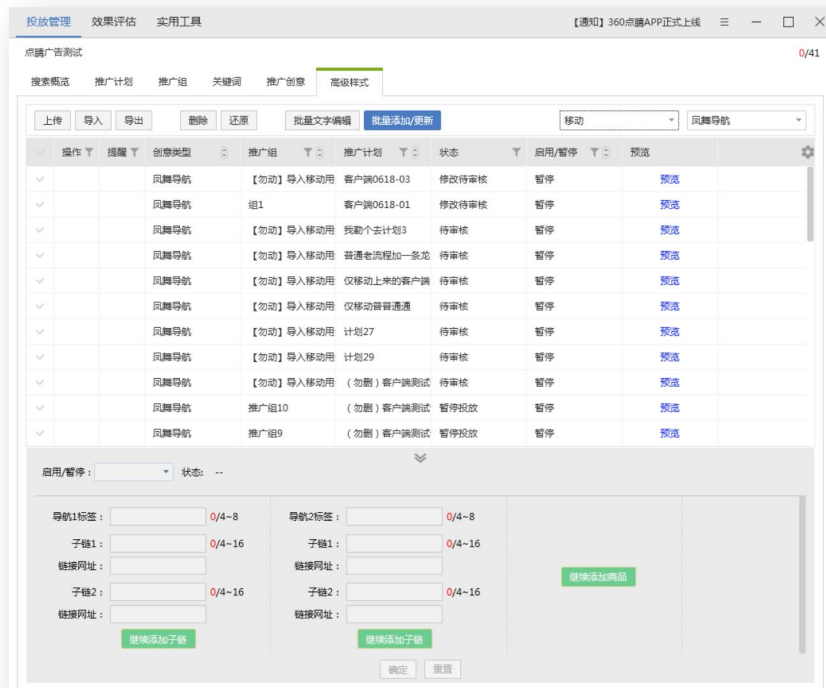 投放管理 效果评估 实用工具 【通知】360点睛APP正式上线
点睛广告测试 0/41
搜索概览 推广计划 推广组 关键词 推广创意 高级样式
上传 导入 导出 删除 还原 批量文字编辑 批量添加/更新 移动 凤舞导航
操作 提醒 创意类型 推广组 推广计划 状态 启用/暂停 预览
凤舞导航 【勿动】导入移动用 客户端0618-03 修改待审核 暂停 预览
凤舞导航 组1 客户端0618-01 修改待审核 暂停 预览
凤舞导航 【勿动】导入移动用 我勒个去计划3 待审核 暂停 预览
凤舞导航 【勿动】导入移动用 普通老流程加一条龙 待审核 暂停 预览
凤舞导航 【勿动】导入移动用 仅移动上来的客户端 待审核 暂停 预览
凤舞导航 【勿动】导入移动用 仅移动普普通通 待审核 暂停 预览
凤舞导航 【勿动】导入移动用 计划27 待审核 暂停 预览
凤舞导航 【勿动】导入移动用 计划29 待审核 暂停 预览
凤舞导航 【勿动】导入移动用 （勿删）客户端测试 待审核 暂停 预览
凤舞导航 推广组10 （勿删）客户端测试 暂停投放 暂停 预览
凤舞导航 推广组9 （勿删）客户端测试 暂停投放 暂停 预览
启用/暂停： 状态: --
导航1标签： 0/4~8 导航2标签： 0/4~8
子链1： 0/4~16 子链1： 0/4~16
链接网址： 链接网址：
继续添加商品
子链2： 0/4~16 子链2： 0/4~16
链接网址： 链接网址：
继续添加子链 继续添加子链
确定 重置